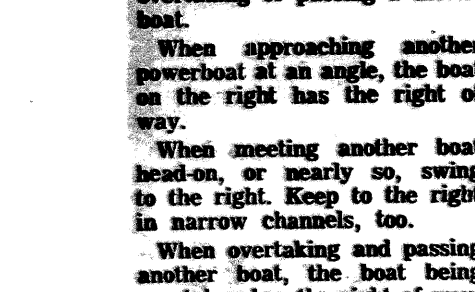 boat.
When approaching another
powerboat at an angle, the boat
on the right has the right of
way.
When meeting another boat
head-on, or nearly so, swing
to the right. Keep to the right
in narrow channels, too.
When overtaking and passing
another boat, the boat being